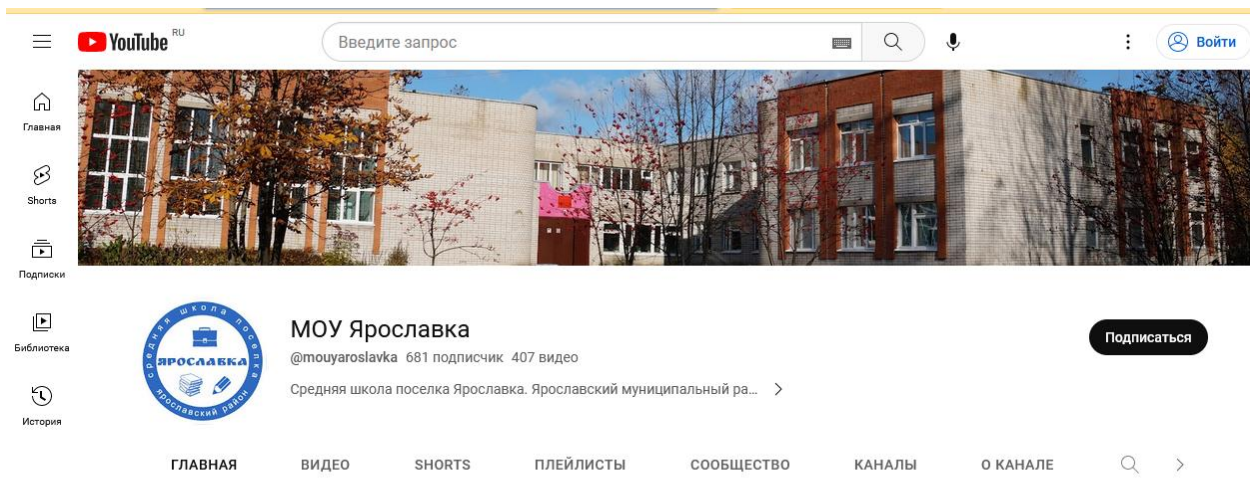 YouTube RU
Введите запрос
Войти
Главная
Shorts
Подписки
Библиотека
История
средняя школа поселка
ЯРОСЛАВКА
ярославский район
МОУ Ярославка
@mouyaroslavka 681 подписчик 407 видео
Средняя школа поселка Ярославка. Ярославский муниципальный ра...
Подписаться
ГЛАВНАЯ ВИДЕО SHORTS ПЛЕЙЛИСТЫ СООБЩЕСТВО КАНАЛЫ О КАНАЛЕ